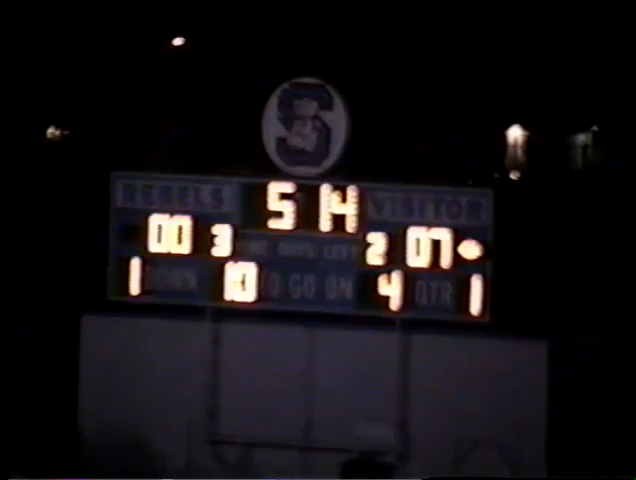 S
REBELS 5 14 VISITOR
00 3 TIME OUTS LEFT 2 07
1 DOWN 10 TO GO ON 4 QTR 1